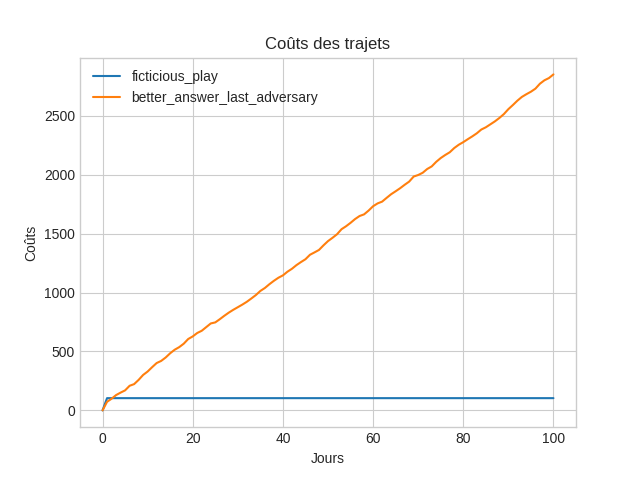 Coûts des trajets
ficticious_play
better_answer_last_adversary
2500
2000
1500
1000
500
0
Coûts
0 20 40 60 80 100
Jours